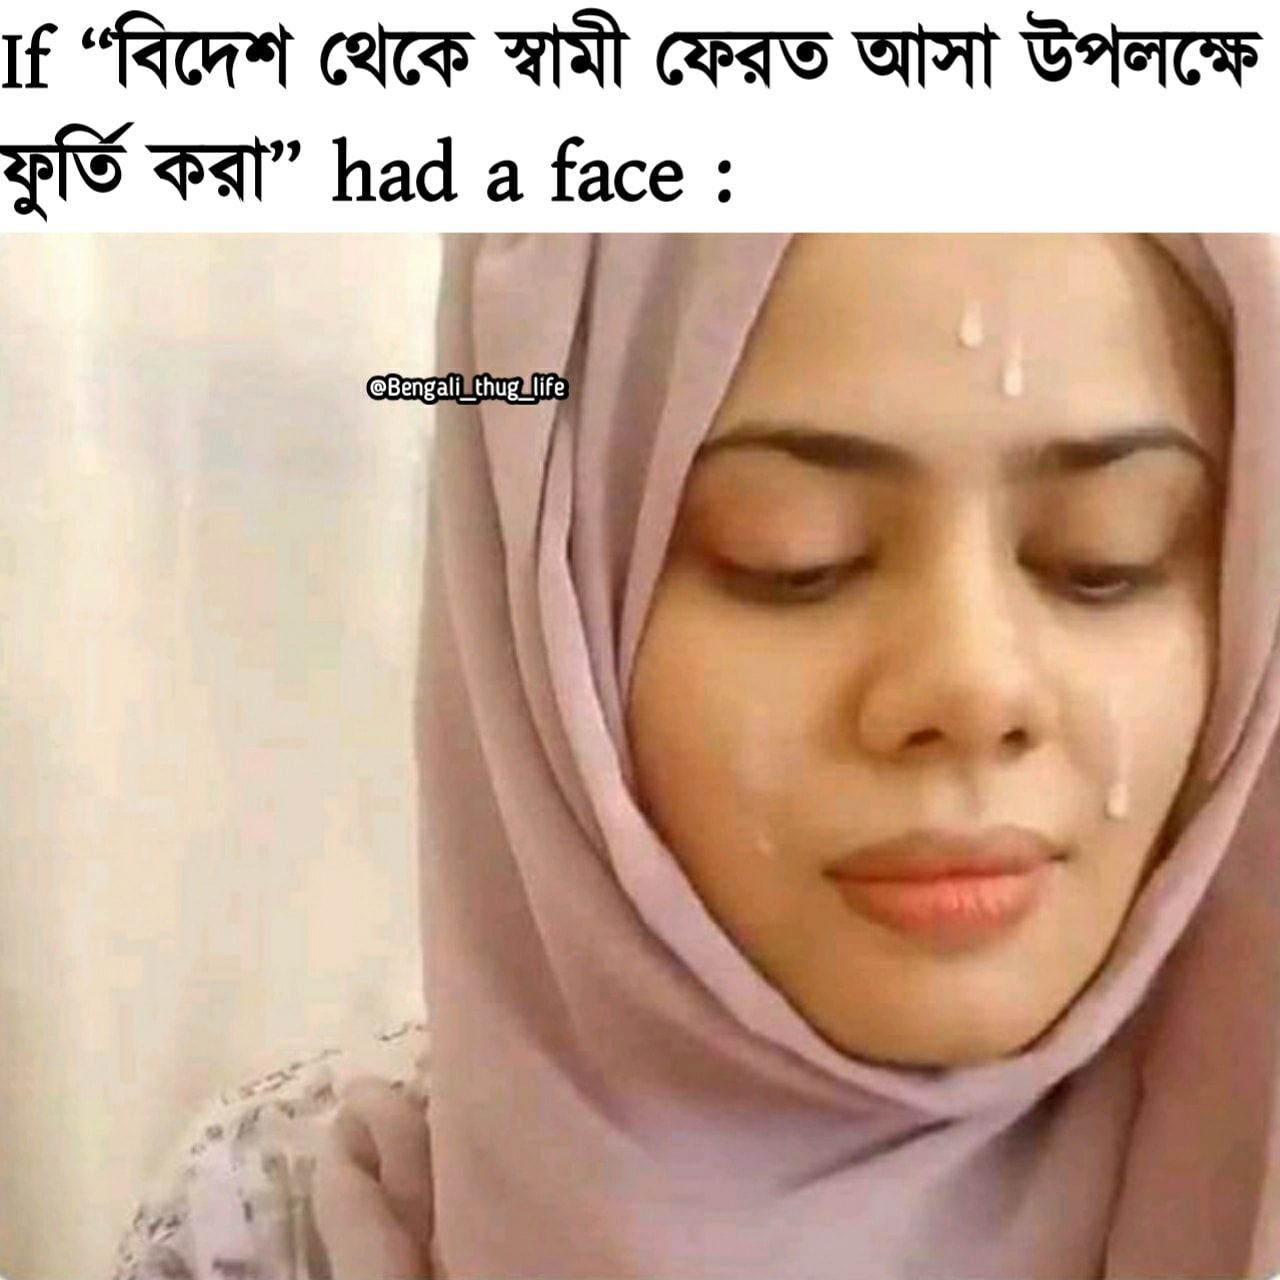 If “বিদেশ থেকে স্বামী ফেরত আসা উপলক্ষে
ফুর্তি করা” had a face :
@Bengali_thug_life